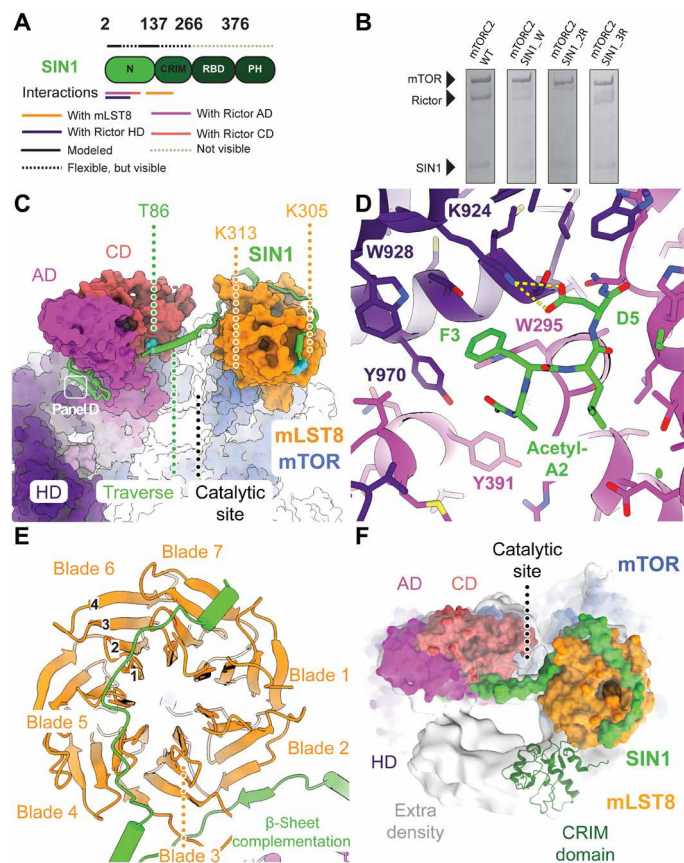 A
2 137 266 376
SIN1
N CRIM RBD PH
Interactions
With mLST8
With Rictor AD
With Rictor HD
With Rictor CD
Modeled
Not visible
Flexible, but visible
B
mTORC2
WT
mTORC2
SIN1_W
mTORC2
SIN1_2R
mTORC2
SIN1_3R
mTOR
Rictor
SIN1
C
T86
K313
K305
SIN1
CD
AD
Panel D
mLST8
mTOR
HD
Traverse
Catalytic
site
D
K924
W928
W295
D5
F3
Y970
Acetyl-
A2
Y391
E
Blade 7
Blade 6
4
3
2
1
Blade 1
Blade 5
Blade 2
Blade 4
Blade 3
β-Sheet
complementation
F
Catalytic
site
mTOR
AD
CD
HD
SIN1
mLST8
Extra
density
CRIM
domain